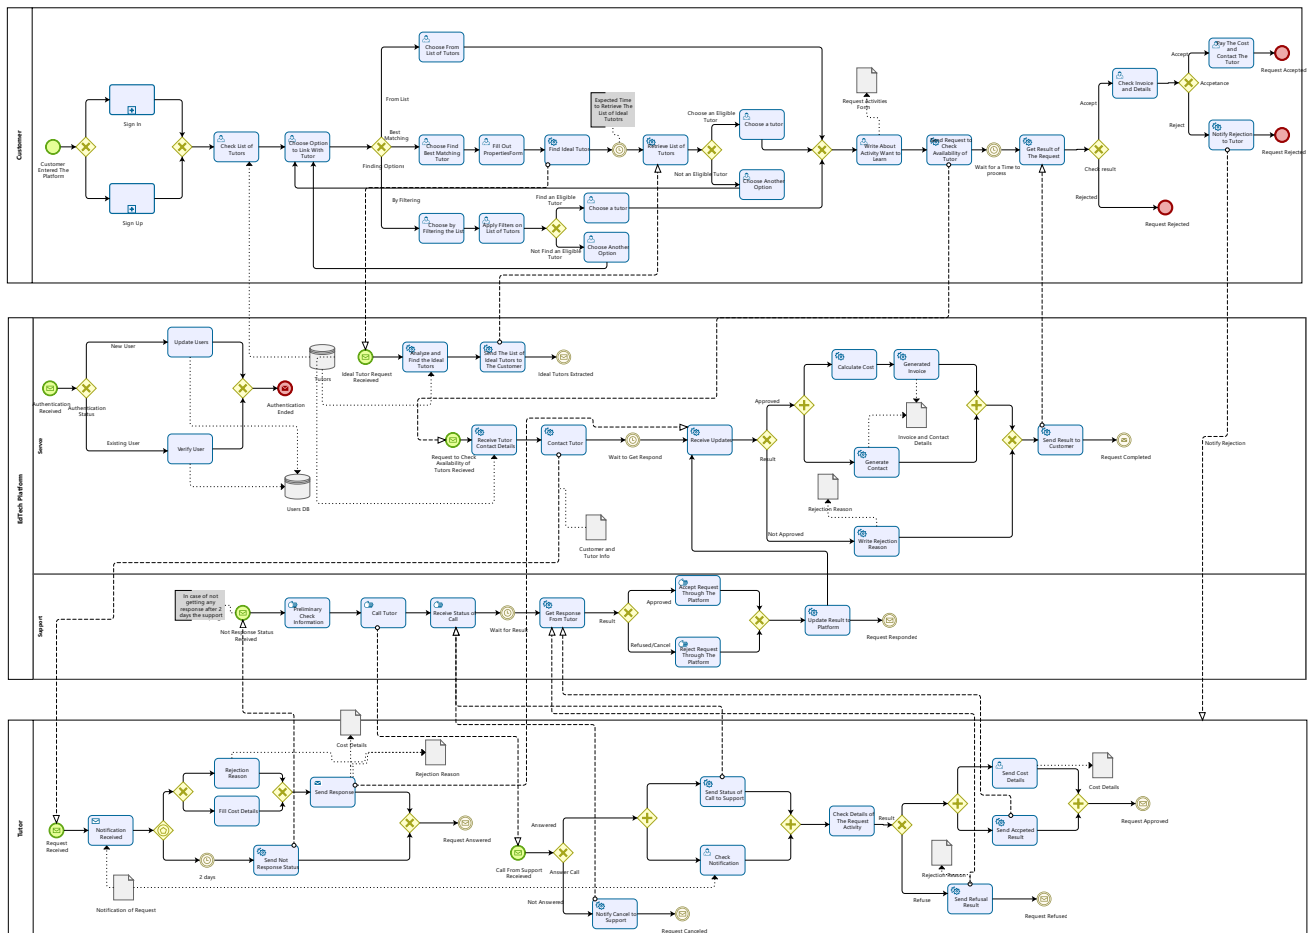 Customer
Customer
Entered The
Platform
Sign In
Sign Up
Check List of
Tutors
Choose Option
to Link With
Tutor
Finding Options
From List
Best
Matching
By Filtering
Choose From
List of Tutors
Choose Find
Best Matching
Tutor
Fill Out
PropertiesForm
Find Ideal Tutor
Expected Time
to Retrieve The
List of Ideal
Tutotrs
Retrieve List of
Tutors
Choose an Eligible
Tutor
Not an Eligible Tutor
Choose a tutor
Choose Another
Option
Choose by
Filtering the List
Apply Filters on
List of Tutors
Find an Eligible
Tutor
Not Find an Eligible
Tutor
Choose a tutor
Choose Another
Option
Request Activities
Form
Write About
Activity Want to
Learn
Send Request to
Check
Availability of
Tutor
Wait for a Time to
process
Get Result of
The Request
Check result
Accept
Rejected
Request Rejected
Check Invoice
and Details
Accept
Accpetance
Reject
Pay The Cost
and
Contact The
Tutor
Request Accepted
Notify Rejection
to Tutor
Request Rejected
EdTech Platform
Serve
Authentication
Received
Authentication
Status
New User
Existing User
Update Users
Verify User
Authentication
Ended
Tutors
Users DB
Ideal Tutor Request
Receieved
Analyze and
Find the Ideal
Tutors
Send The List of
Ideal Tutors to
The Customer
Ideal Tutors Extracted
Request to Check
Availability of
Tutors Recieved
Receive Tutor
Contact Details
Contact Tutor
Wait to Get Respond
Customer and
Tutor Info
Receive Updates
Result
Approved
Not Approved
Calculate Cost
Generated
Invoice
Invoice and Contact
Details
Generate
Contact
Rejection Reason
Write Rejection
Reason
Send Result to
Customer
Request Completed
Notify Rejection
Support
In case of not
getting any
response after 2
days the support
Not Response Status
Received
Preliminary
Check
Information
Call Tutor
Receive Status of
Call
Wait for Result
Get Response
From Tutor
Result
Approved
Refused/Cancel
Accept Request
Through The
Platform
Reject Request
Through The
Platform
Update Result to
Platform
Request Responded
Tutor
Request
Received
Notification
Received
Notification of Request
Rejection
Reason
Fill Cost Details
2 days
Send Not
Response Status
Send Response
Cost Details
Rejection Reason
Request Answered
Call From Support
Receieved
Answer Call
Answered
Not Answered
Notify Cancel to
Support
Request Canceled
Send Status of
Call to Support
Check
Notification
Check Details of
The Request
Activity
Result
Refuse
Rejection Reason
Send Cost
Details
Cost Details
Send Accpeted
Result
Request Approved
Send Refusal
Result
Request Refused